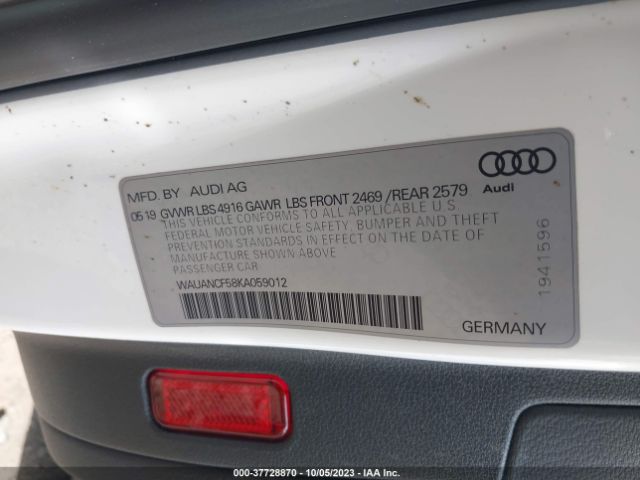 MFD. BY AUDI AG
05 19 GVWR LBS 4916 GAWR LBS FRONT 2469 /REAR 2579
THIS VEHICLE CONFORMS TO ALL APPLICABLE U.S.
FEDERAL MOTOR VEHICLE SAFETY, BUMPER AND THEFT
PREVENTION STANDARDS IN EFFECT ON THE DATE OF
MANUFACTURE SHOWN ABOVE
PASSENGER CAR
WAUANCF58KA059012
Audi
1941596
GERMANY
000-37728870 - 10/05/2023 - IAA Inc.